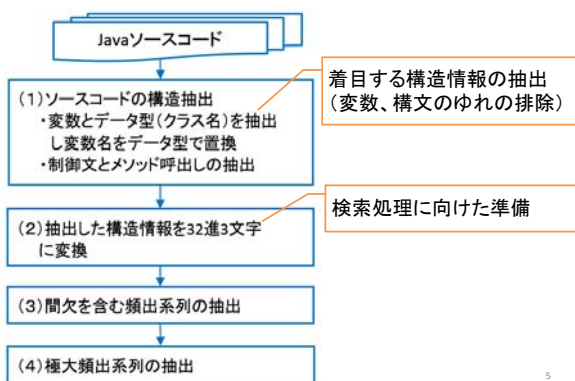 Javaソースコード
(1)ソースコードの構造抽出
・変数とデータ型(クラス名)を抽出
し変数名をデータ型で置換
・制御文とメソッド呼出しの抽出
着目する構造情報の抽出
(変数、構文のゆれの排除)
(2)抽出した構造情報を32進3文字
に変換
検索処理に向けた準備
(3)間欠を含む頻出系列の抽出
(4)極大頻出系列の抽出
5